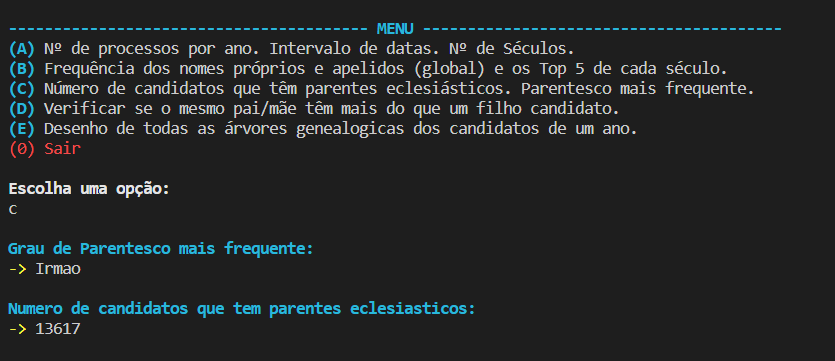 ---------------------------------------- MENU ----------------------------------------
(A) Nº de processos por ano. Intervalo de datas. Nº de Séculos.
(B) Frequência dos nomes próprios e apelidos (global) e os Top 5 de cada século.
(C) Número de candidatos que têm parentes eclesiásticos. Parentesco mais frequente.
(D) Verificar se o mesmo pai/mãe têm mais do que um filho candidato.
(E) Desenho de todas as árvores genealogicas dos candidatos de um ano.
(0) Sair
Escolha uma opção:
c
Grau de Parentesco mais frequente:
-> Irmao
Numero de candidatos que tem parentes eclesiasticos:
-> 13617